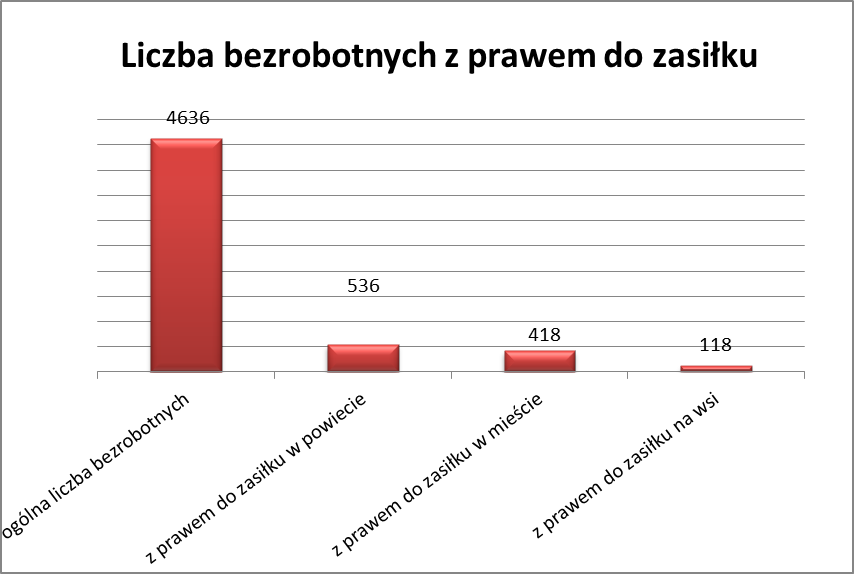 Liczba bezrobotnych z prawem do zasiłku
4636
536
418
118
ogólna liczba bezrobotnych
z prawem do zasiłku w powiecie
z prawem do zasiłku w mieście
z prawem do zasiłku na wsi